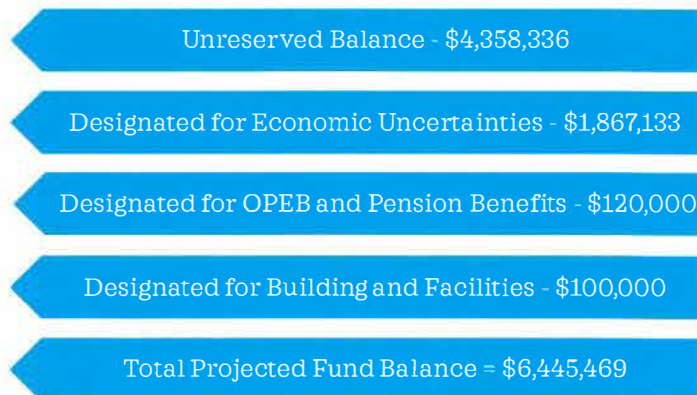 Unreserved Balance - $4,358,336
Designated for Economic Uncertainties - $1,867,133
Designated for OPEB and Pension Benefits - $120,000
Designated for Building and Facilities - $100,000
Total Projected Fund Balance = $6,445,469